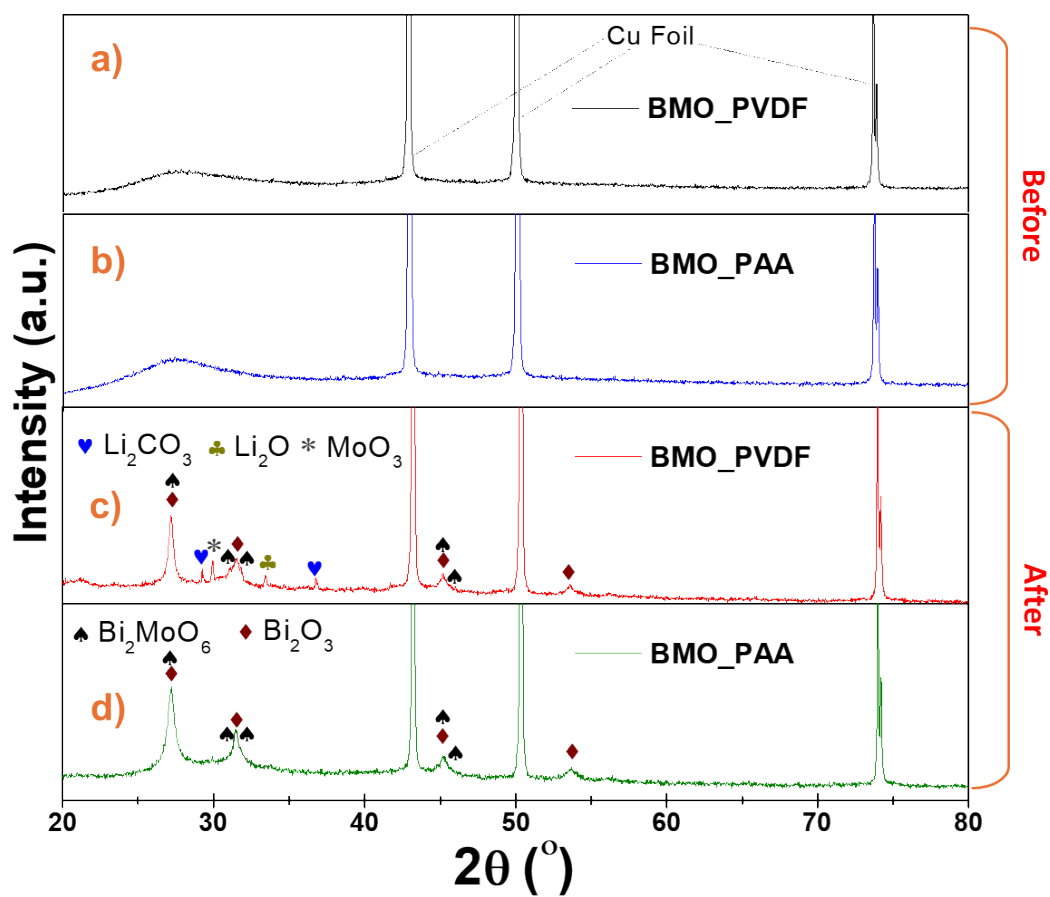 Cu Foil
a)
BMO_PVDF
Before
b)
BMO_PAA
Intensity (a.u.)
♥ Li₂CO₃ ♣ Li₂O * MoO₃
BMO_PVDF
c)
After
♠ Bi₂MoO₆ ♦ Bi₂O₃
BMO_PAA
d)
20 30 40 50 60 70 80
2θ (°)